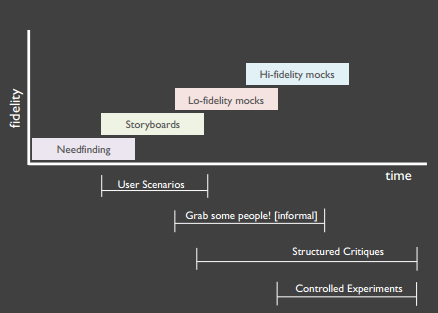 Hi-fidelity mocks
Lo-fidelity mocks
Storyboards
Needfinding
fidelity
time
User Scenarios
Grab some people! [informal]
Structured Critiques
Controlled Experiments